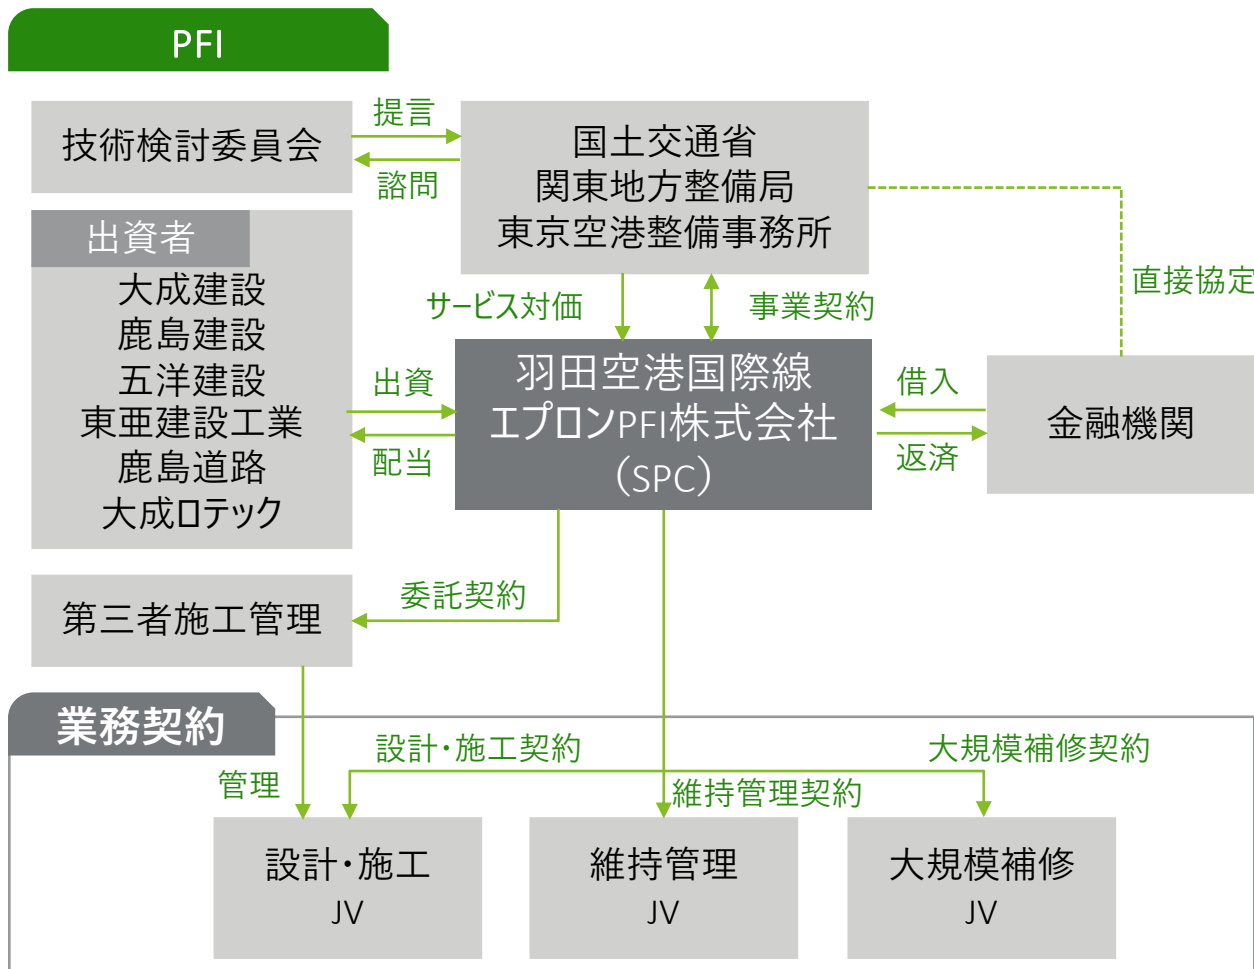 PFI
技術検討委員会
提言
諮問
国土交通省
関東地方整備局
東京空港整備事務所
出資者
大成建設
鹿島建設
五洋建設
東亜建設工業
鹿島道路
大成ロテック
サービス対価
事業契約
直接協定
出資
配当
羽田空港国際線
エプロンPFI株式会社
（SPC）
借入
返済
金融機関
第三者施工管理
委託契約
業務契約
管理
設計・施工契約
維持管理契約
大規模補修契約
設計・施工
JV
維持管理
JV
大規模補修
JV